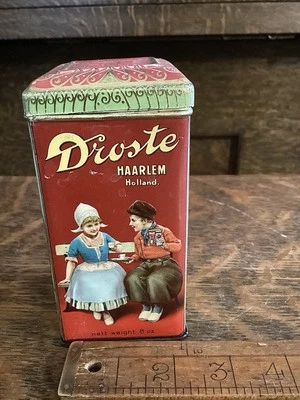 Droste
HAARLEM
Holland.
nett weight 8 oz
2
3
4